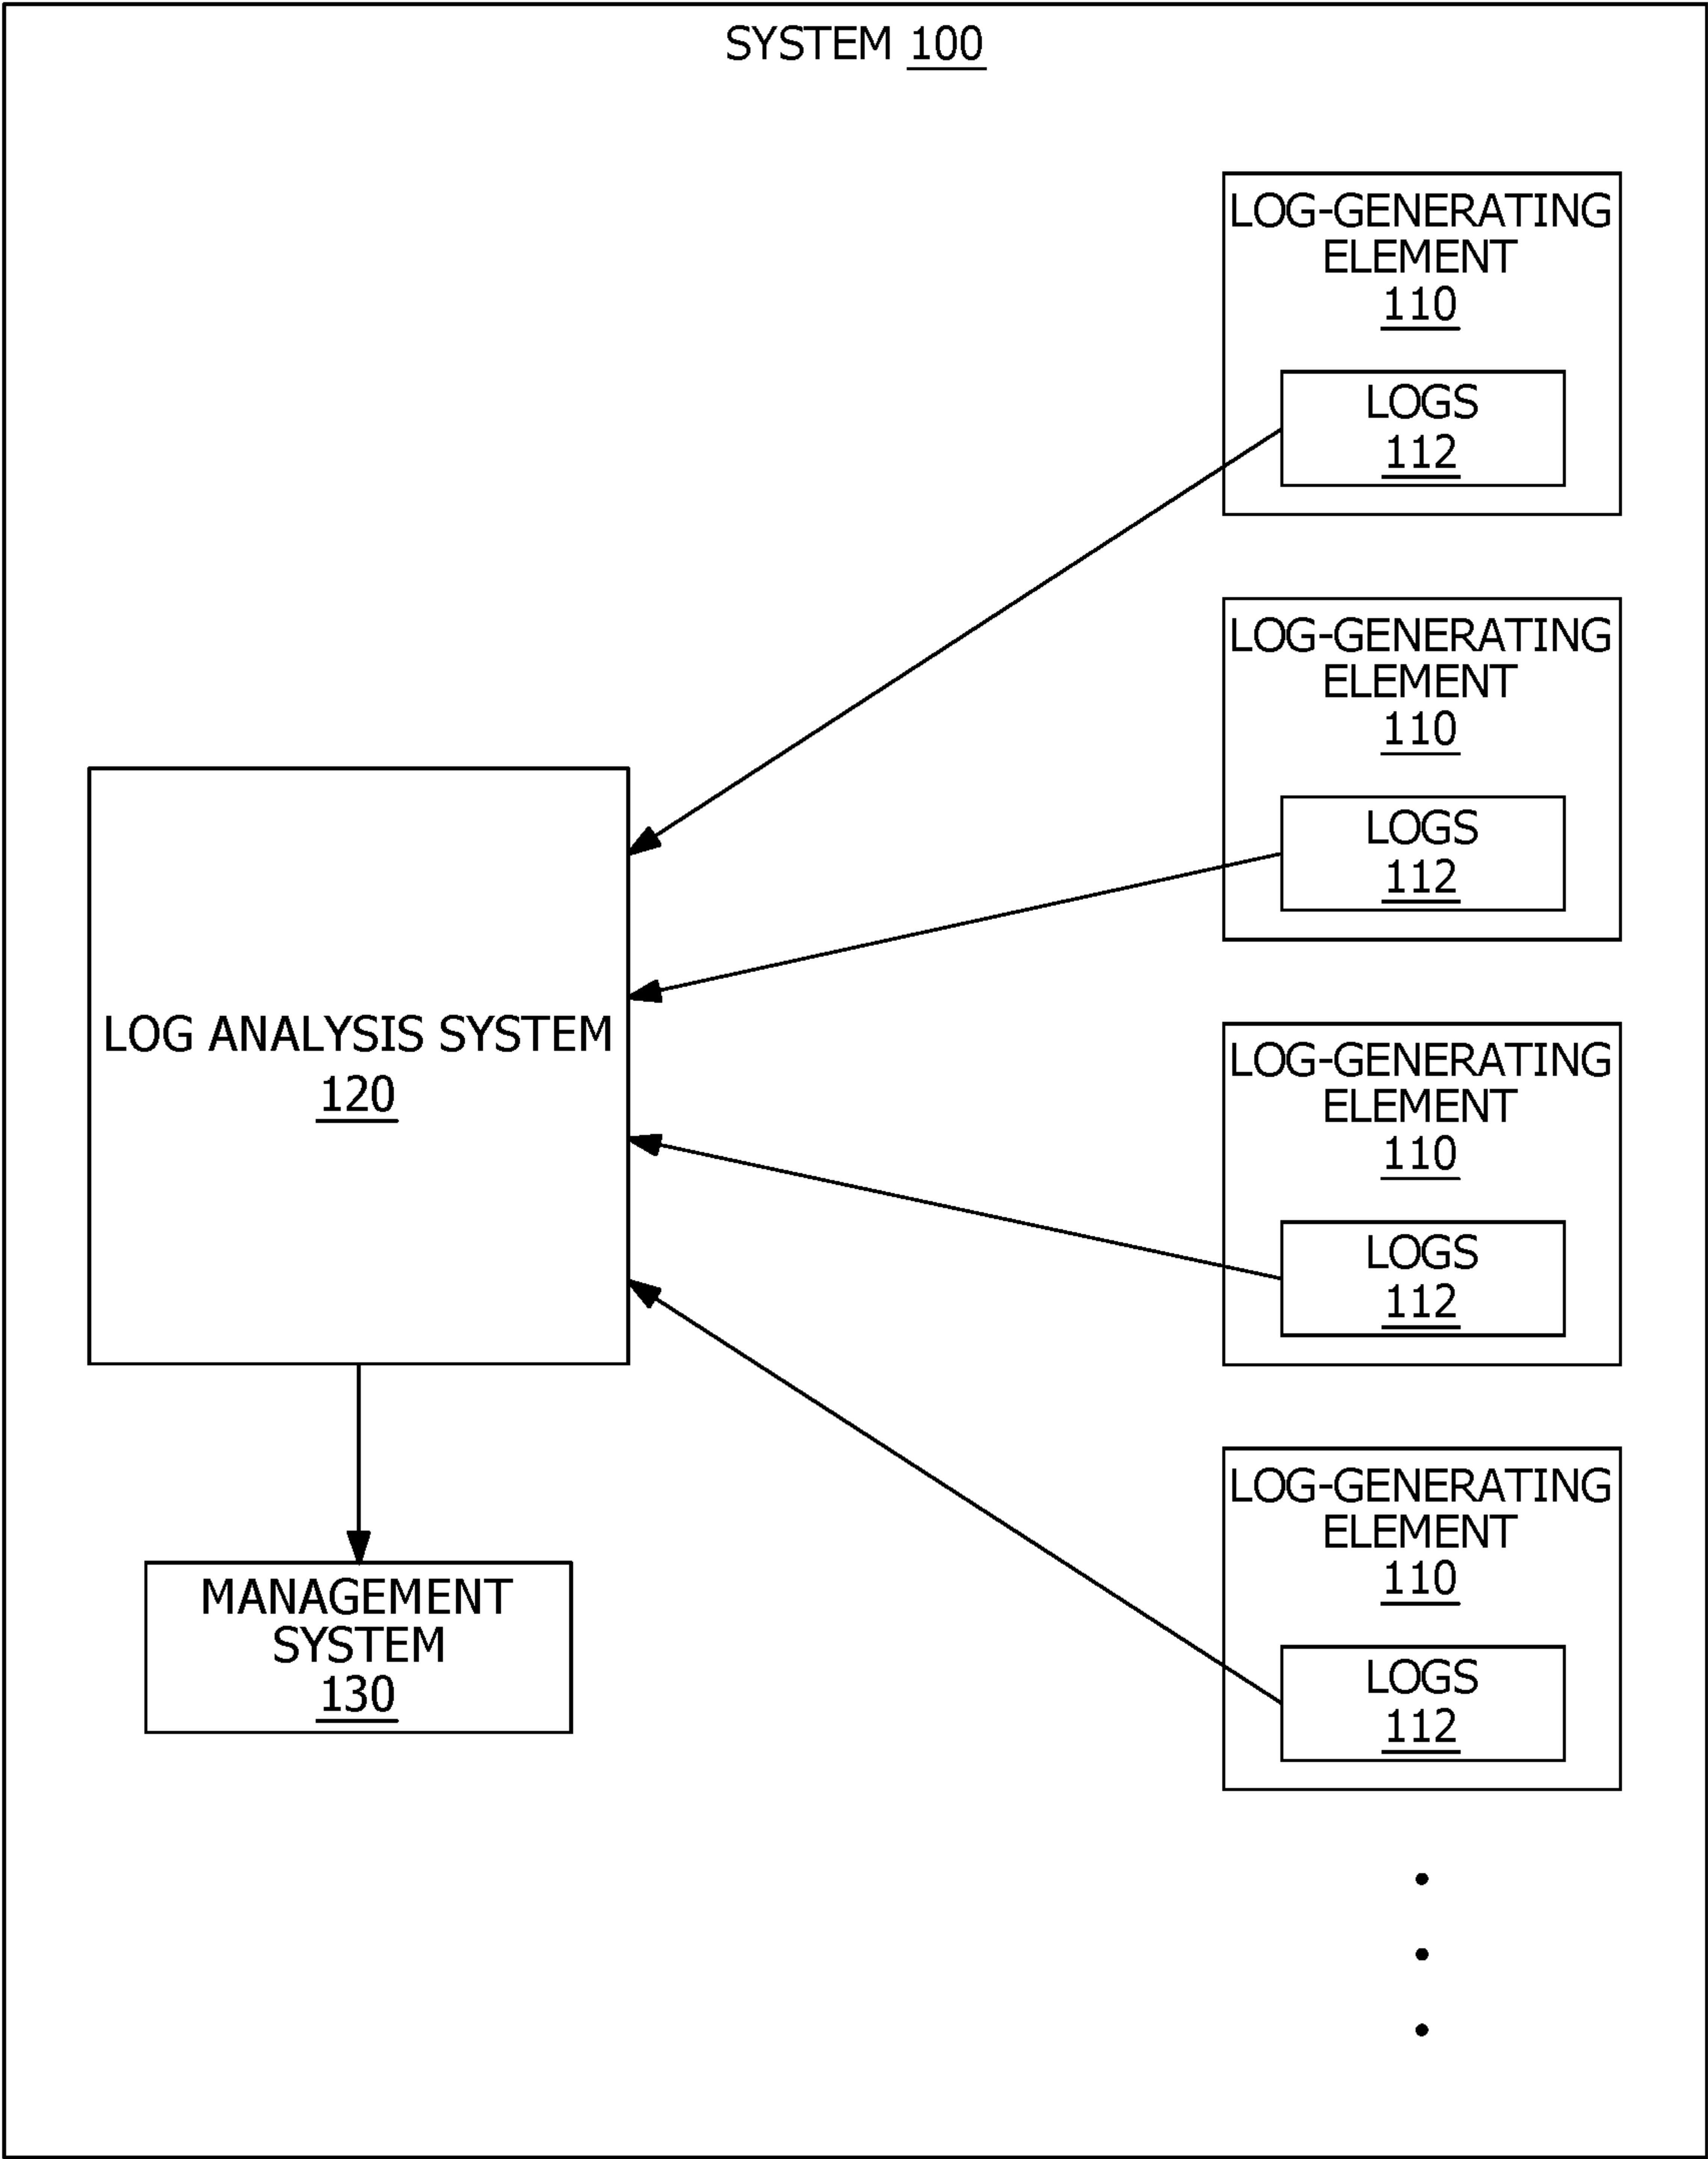 SYSTEM 100
LOG-GENERATING
ELEMENT
110
LOGS
112
LOG-GENERATING
ELEMENT
110
LOGS
112
LOG ANALYSIS SYSTEM
120
LOG-GENERATING
ELEMENT
110
LOGS
112
LOG-GENERATING
ELEMENT
110
LOGS
112
MANAGEMENT
SYSTEM
130